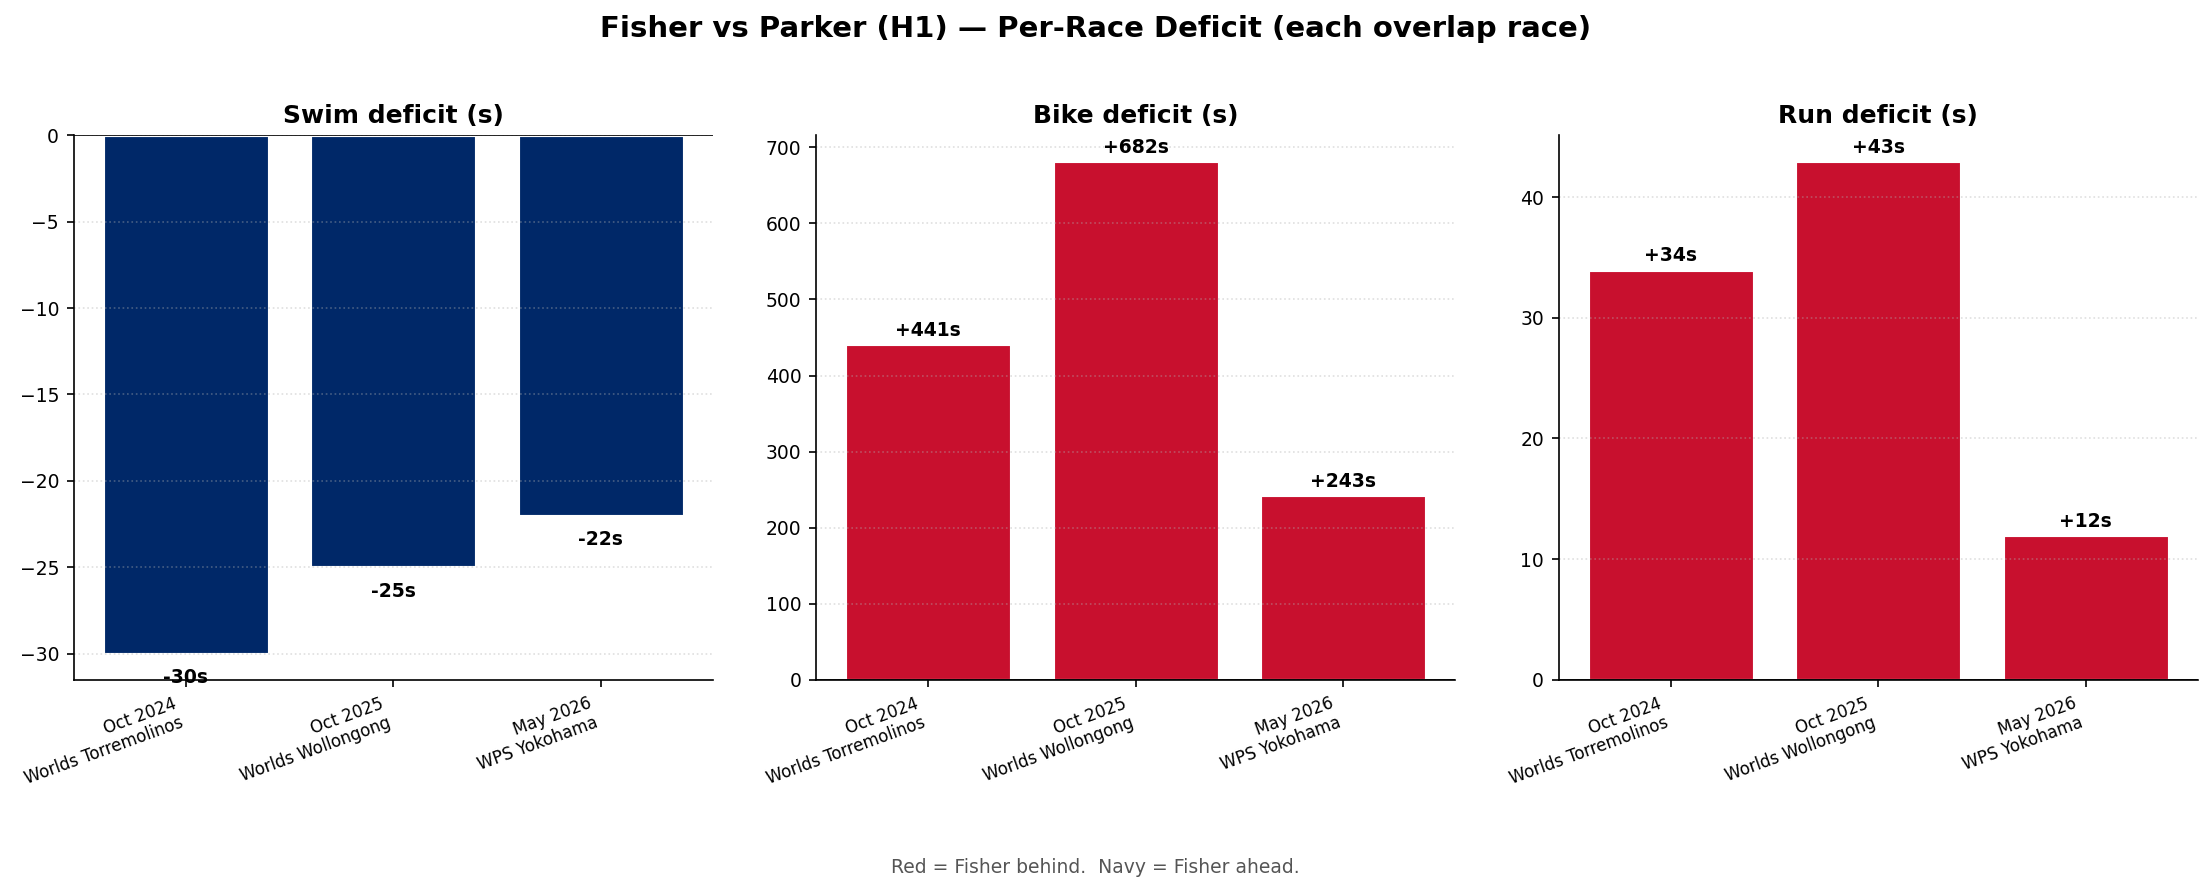 Fisher vs Parker (H1) — Per-Race Deficit (each overlap race)
Swim deficit (s)
0
−5
−10
−15
−20
−25
−30
-30s
-25s
-22s
Oct 2024
Worlds Torremolinos
Oct 2025
Worlds Wollongong
May 2026
WPS Yokohama
Bike deficit (s)
700
600
500
400
300
200
100
0
+441s
+682s
+243s
Oct 2024
Worlds Torremolinos
Oct 2025
Worlds Wollongong
May 2026
WPS Yokohama
Run deficit (s)
40
30
20
10
0
+34s
+43s
+12s
Oct 2024
Worlds Torremolinos
Oct 2025
Worlds Wollongong
May 2026
WPS Yokohama
Red = Fisher behind.  Navy = Fisher ahead.